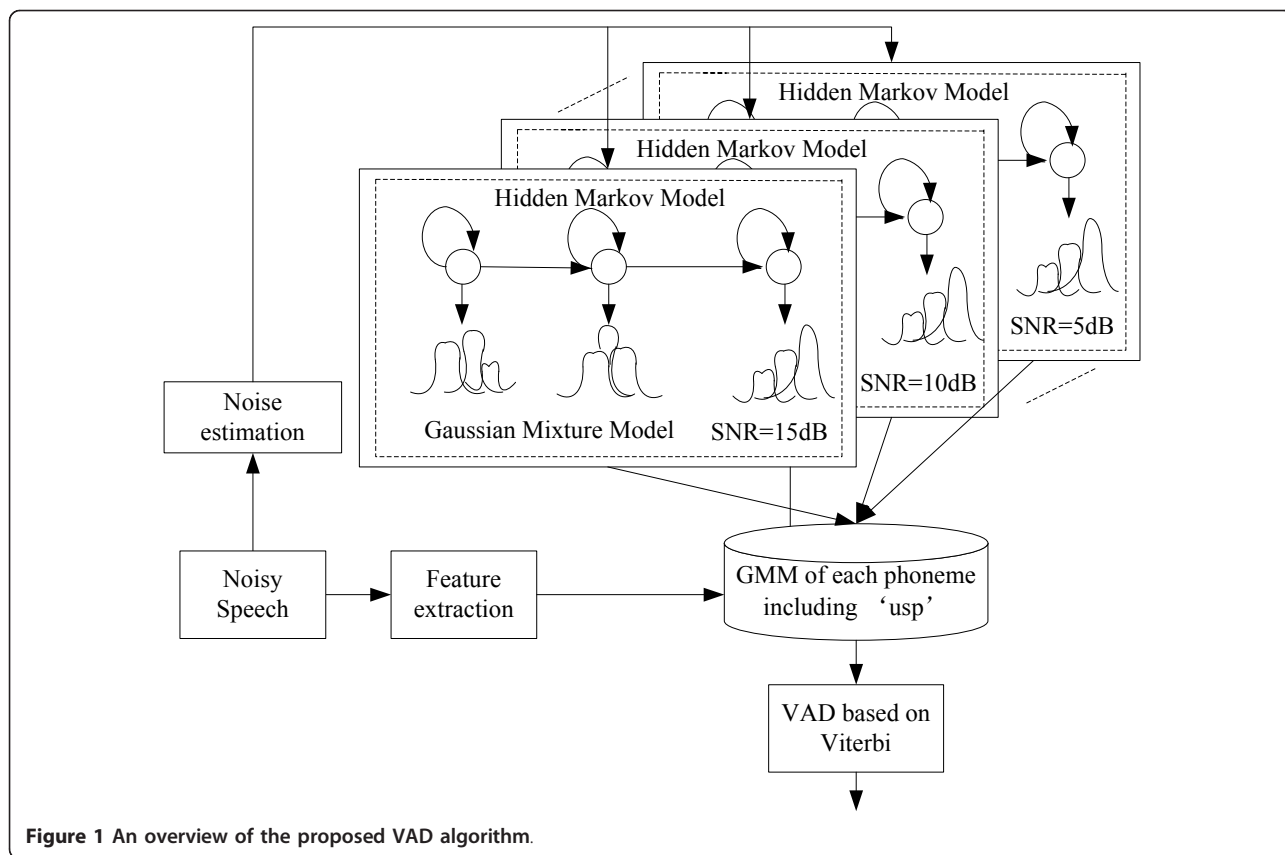 Hidden Markov Model
Hidden Markov Model
Hidden Markov Model
SNR=5dB
SNR=10dB
Gaussian Mixture Model
SNR=15dB
Noise
estimation
Noisy
Speech
Feature
extraction
GMM of each phoneme
including ‘usp’
VAD based on
Viterbi
Figure 1 An overview of the proposed VAD algorithm.